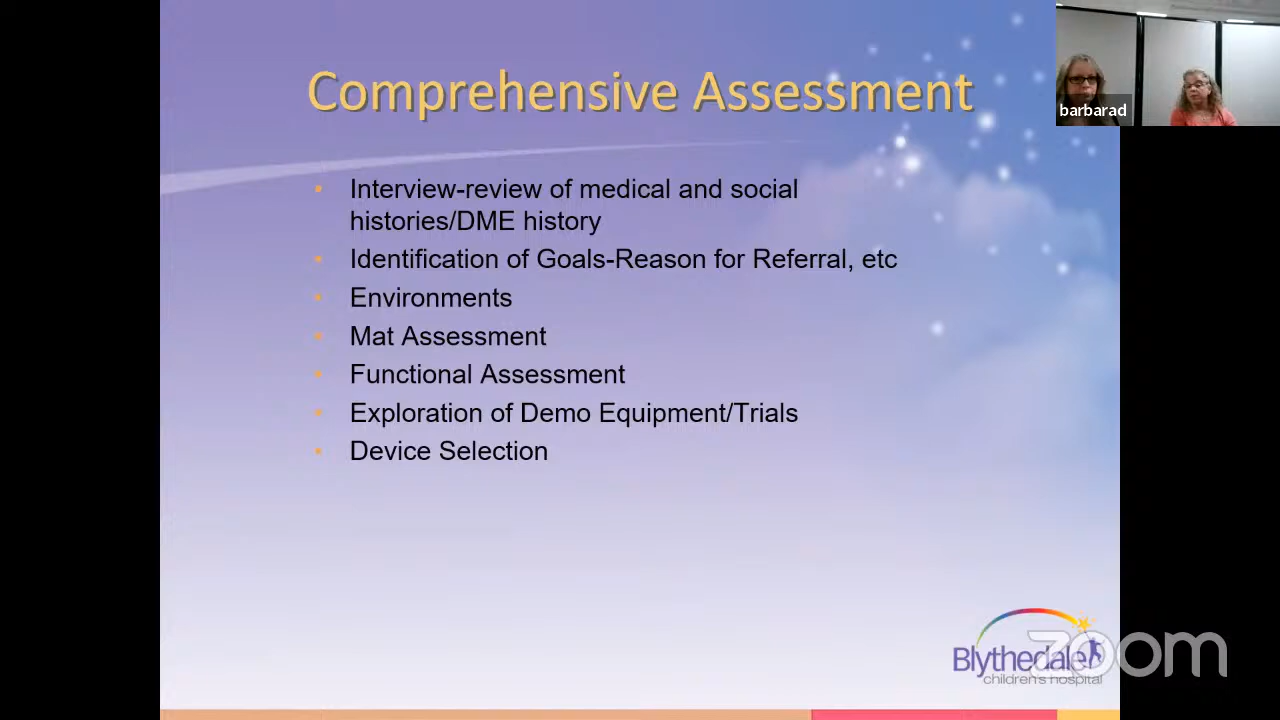 Comprehensive Assessment
barbarad
Interview-review of medical and social
histories/DME history
Identification of Goals-Reason for Referral, etc
Environments
Mat Assessment
Functional Assessment
Exploration of Demo Equipment/Trials
Device Selection
Blythedale
children's hospital
zoom